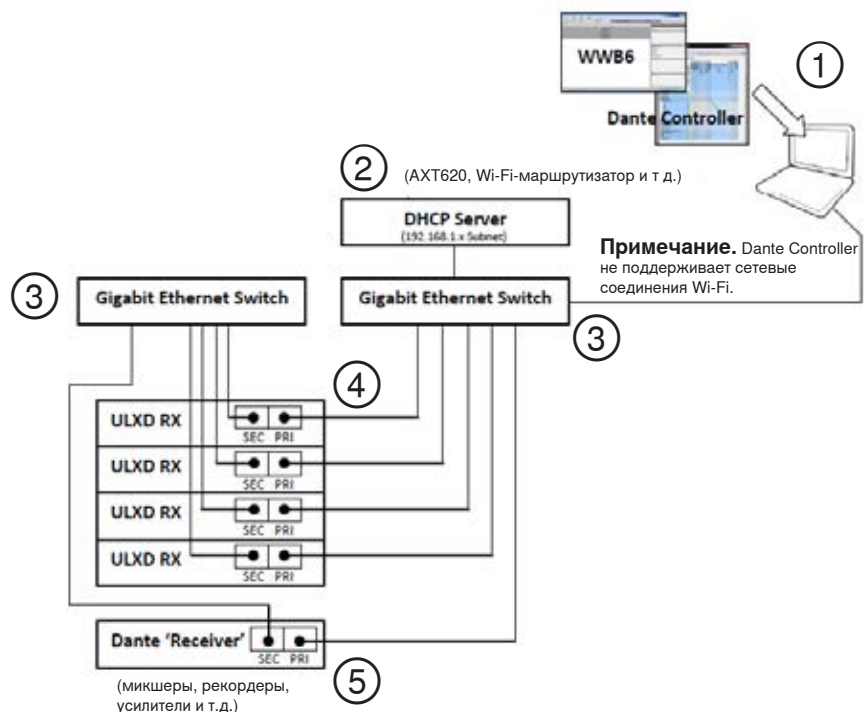 WWB6
Dante Controller
1
2
(AXT620, Wi-Fi-маршрутизатор и т д.)
DHCP Server
(192.168.1.x Subnet)
Примечание. Dante Controller
не поддерживает сетевые
соединения Wi-Fi.
3
Gigabit Ethernet Switch
Gigabit Ethernet Switch
3
4
ULXD RX
SEC PRI
ULXD RX
SEC PRI
ULXD RX
SEC PRI
ULXD RX
SEC PRI
Dante ‘Receiver’
SEC PRI
5
(микшеры, рекордеры,
усилители и т.д.)